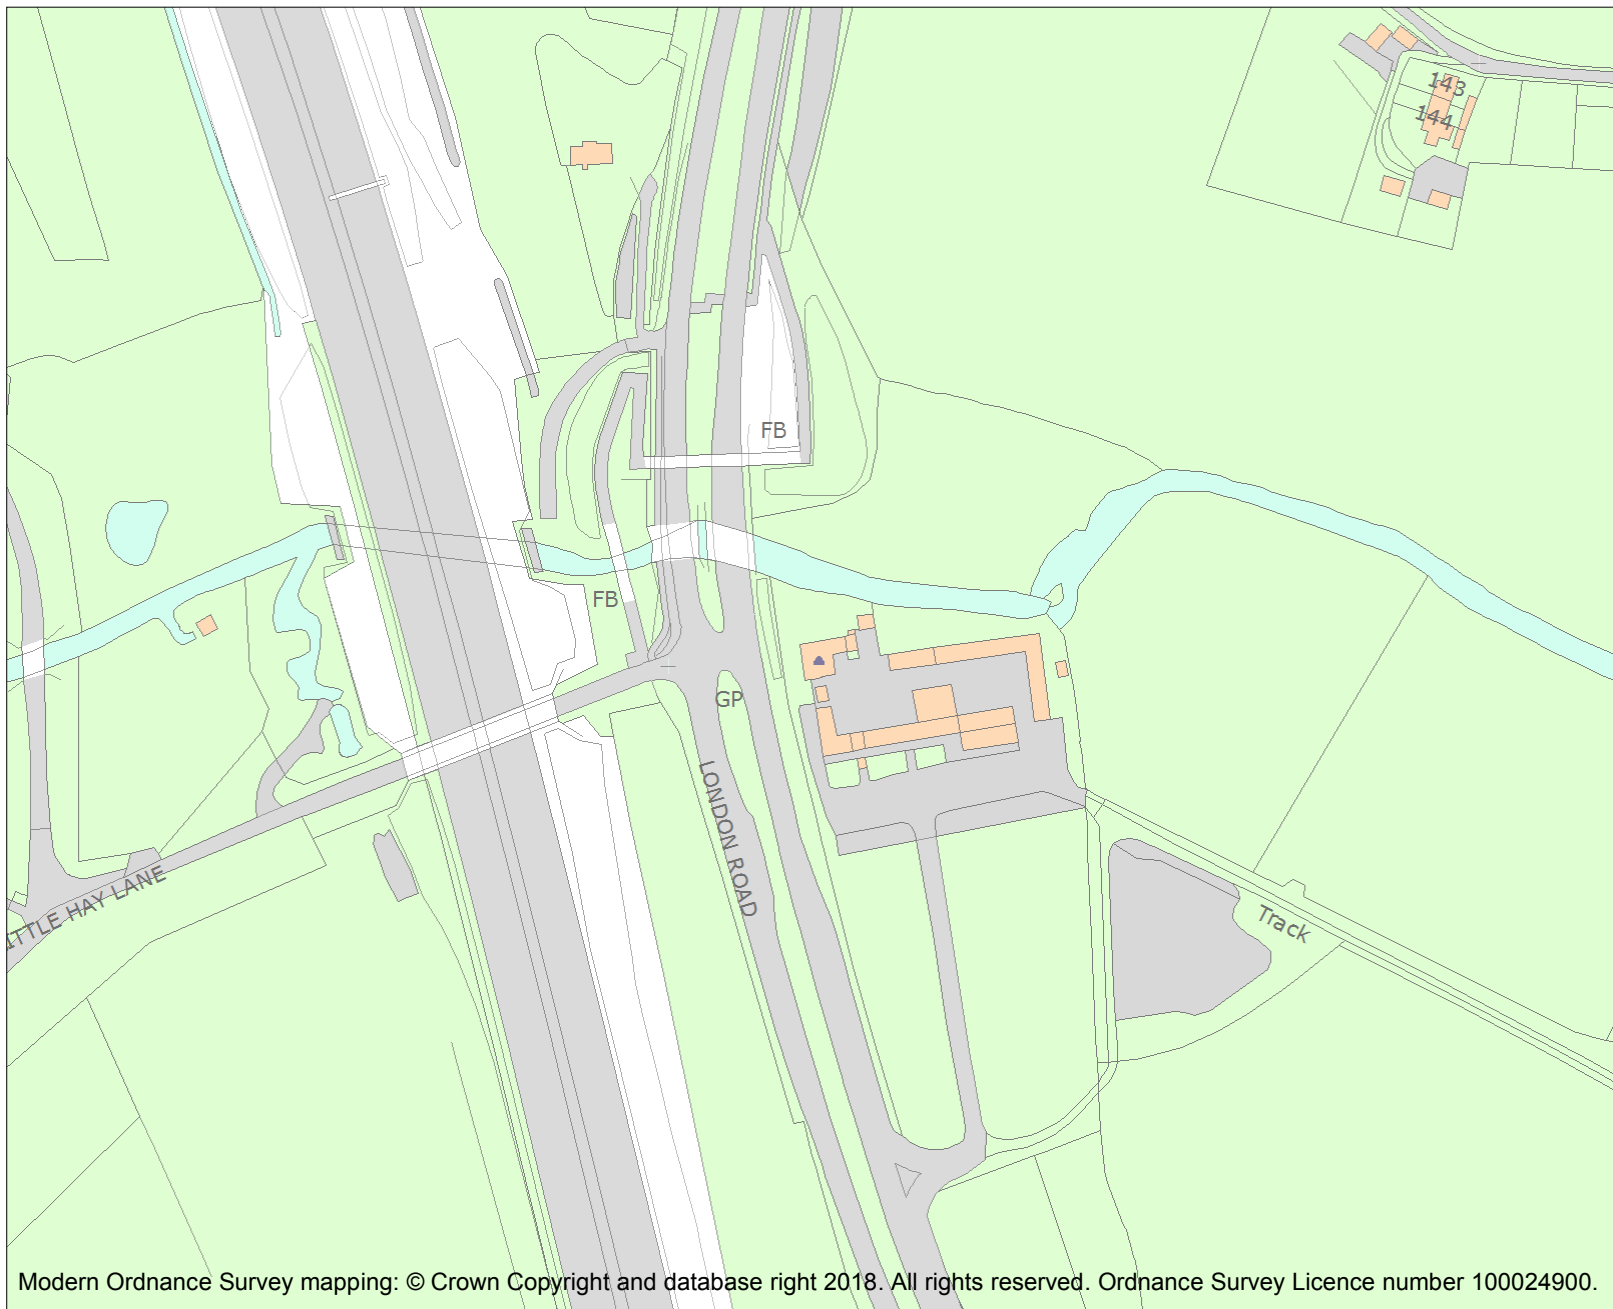 143
144
FB
FB
GP
LONDON ROAD
ITTLE HAY LANE
Track
Modern Ordnance Survey mapping: © Crown Copyright and database right 2018. All rights reserved. Ordnance Survey Licence number 100024900.